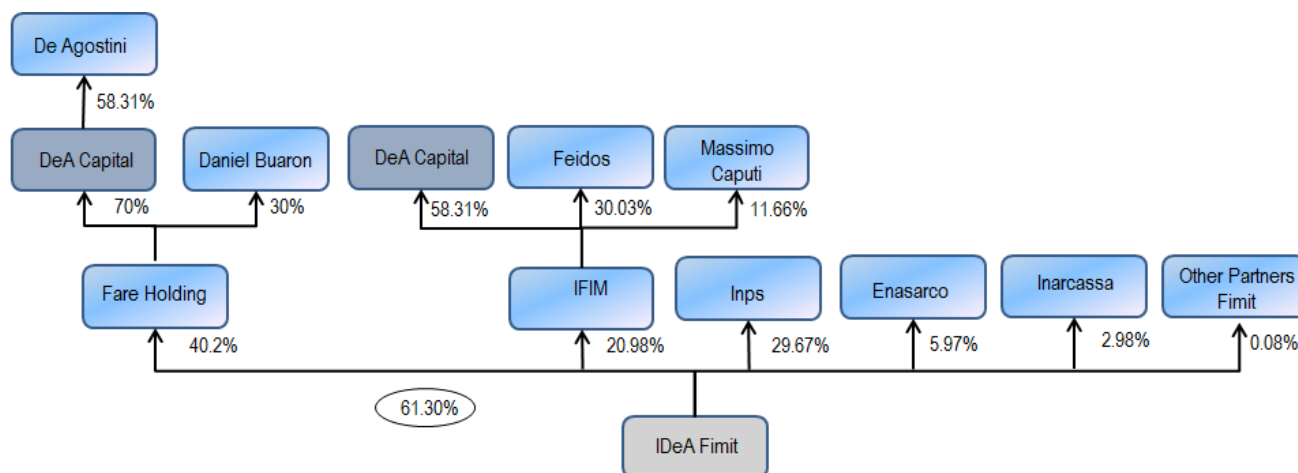 De Agostini
58.31%
DeA Capital
Daniel Buaron
DeA Capital
Feidos
Massimo
Caputi
70%
30%
58.31%
30.03%
11.66%
Fare Holding
IFIM
Inps
Enasarco
Inarcassa
Other Partners
Fimit
40.2%
20.98%
29.67%
5.97%
2.98%
0.08%
61.30%
IDeA Fimit